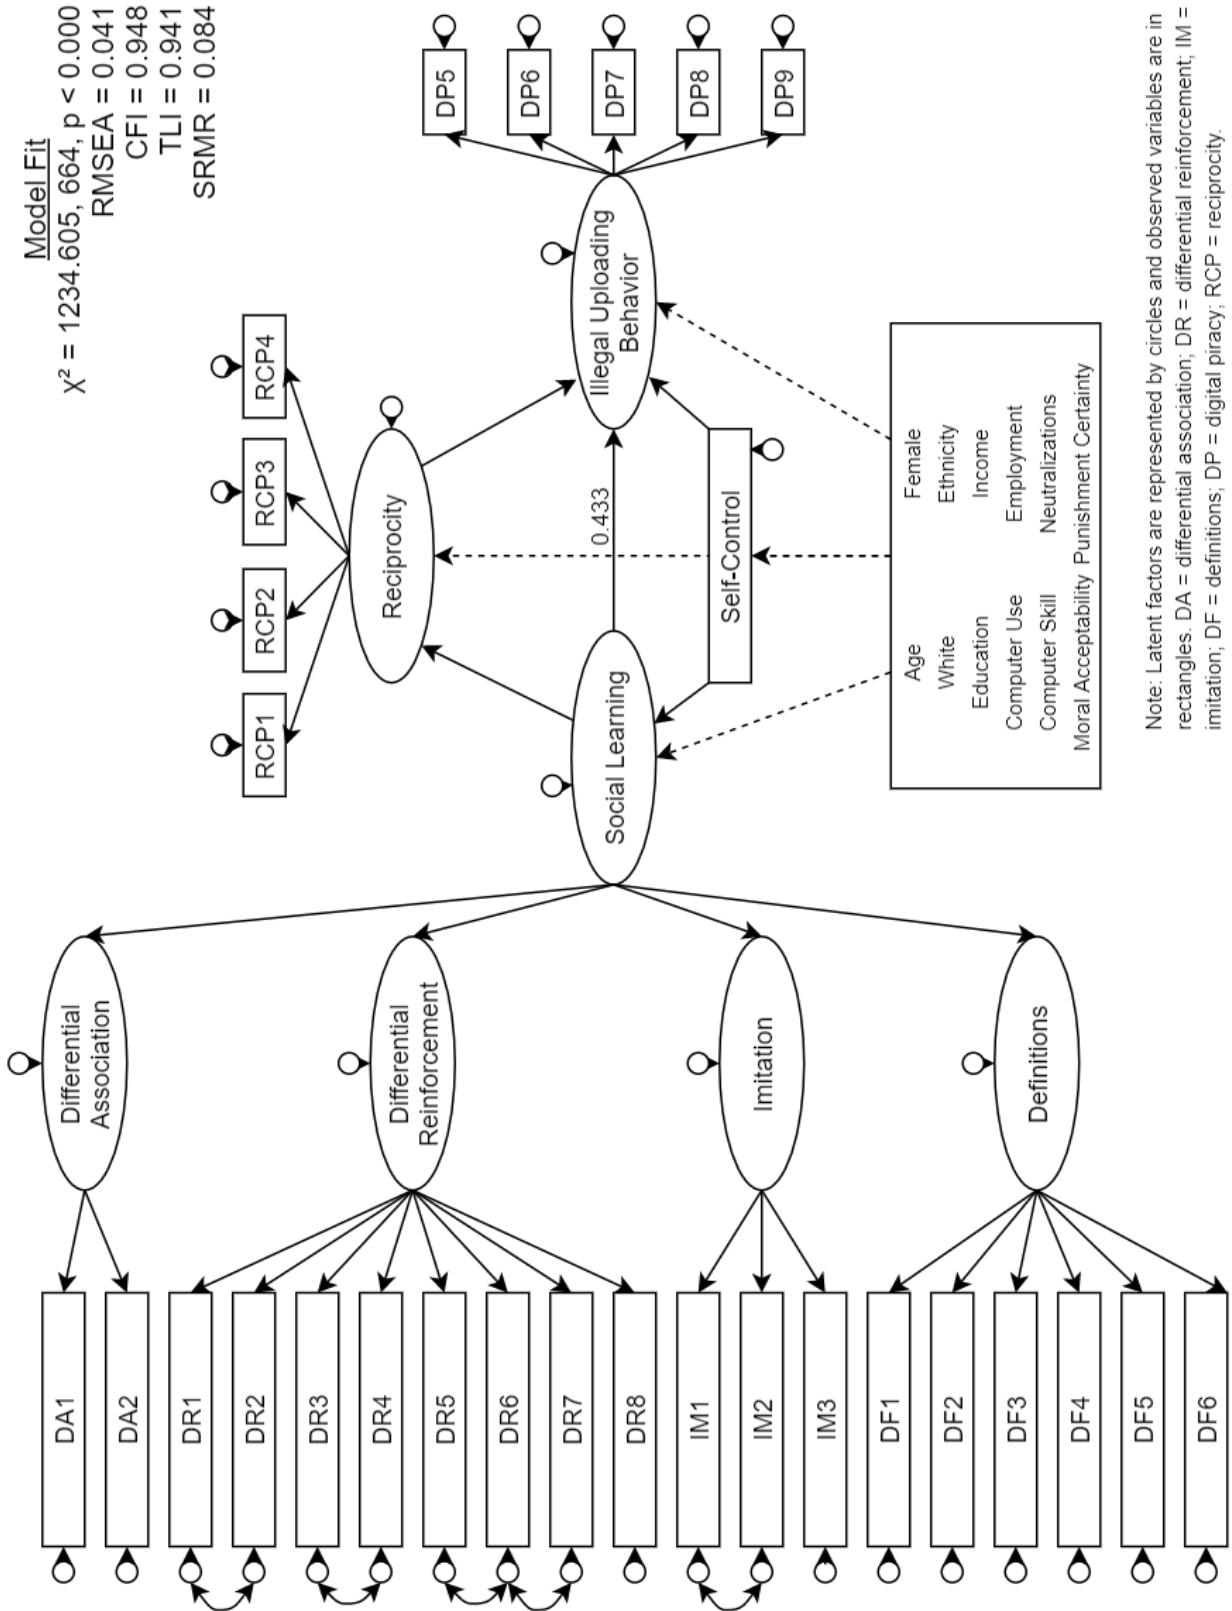 Model Fit
χ² = 1234.605, 664, p < 0.000
RMSEA = 0.041
CFI = 0.948
TLI = 0.941
SRMR = 0.084
DA1
DA2
DR1
DR2
DR3
DR4
DR5
DR6
DR7
DR8
IM1
IM2
IM3
DF1
DF2
DF3
DF4
DF5
DF6
Differential
Association
Differential
Reinforcement
Imitation
Definitions
Social Learning
RCP1
RCP2
RCP3
RCP4
Reciprocity
0.433
Self-Control
Illegal Uploading
Behavior
DP5
DP6
DP7
DP8
DP9
Age Female
White Ethnicity
Education Income
Computer Use Employment
Computer Skill Neutralizations
Moral Acceptability Punishment Certainty
Note: Latent factors are represented by circles and observed variables are in
rectangles. DA = differential association; DR = differential reinforcement; IM =
imitation; DF = definitions; DP = digital piracy; RCP = reciprocity.